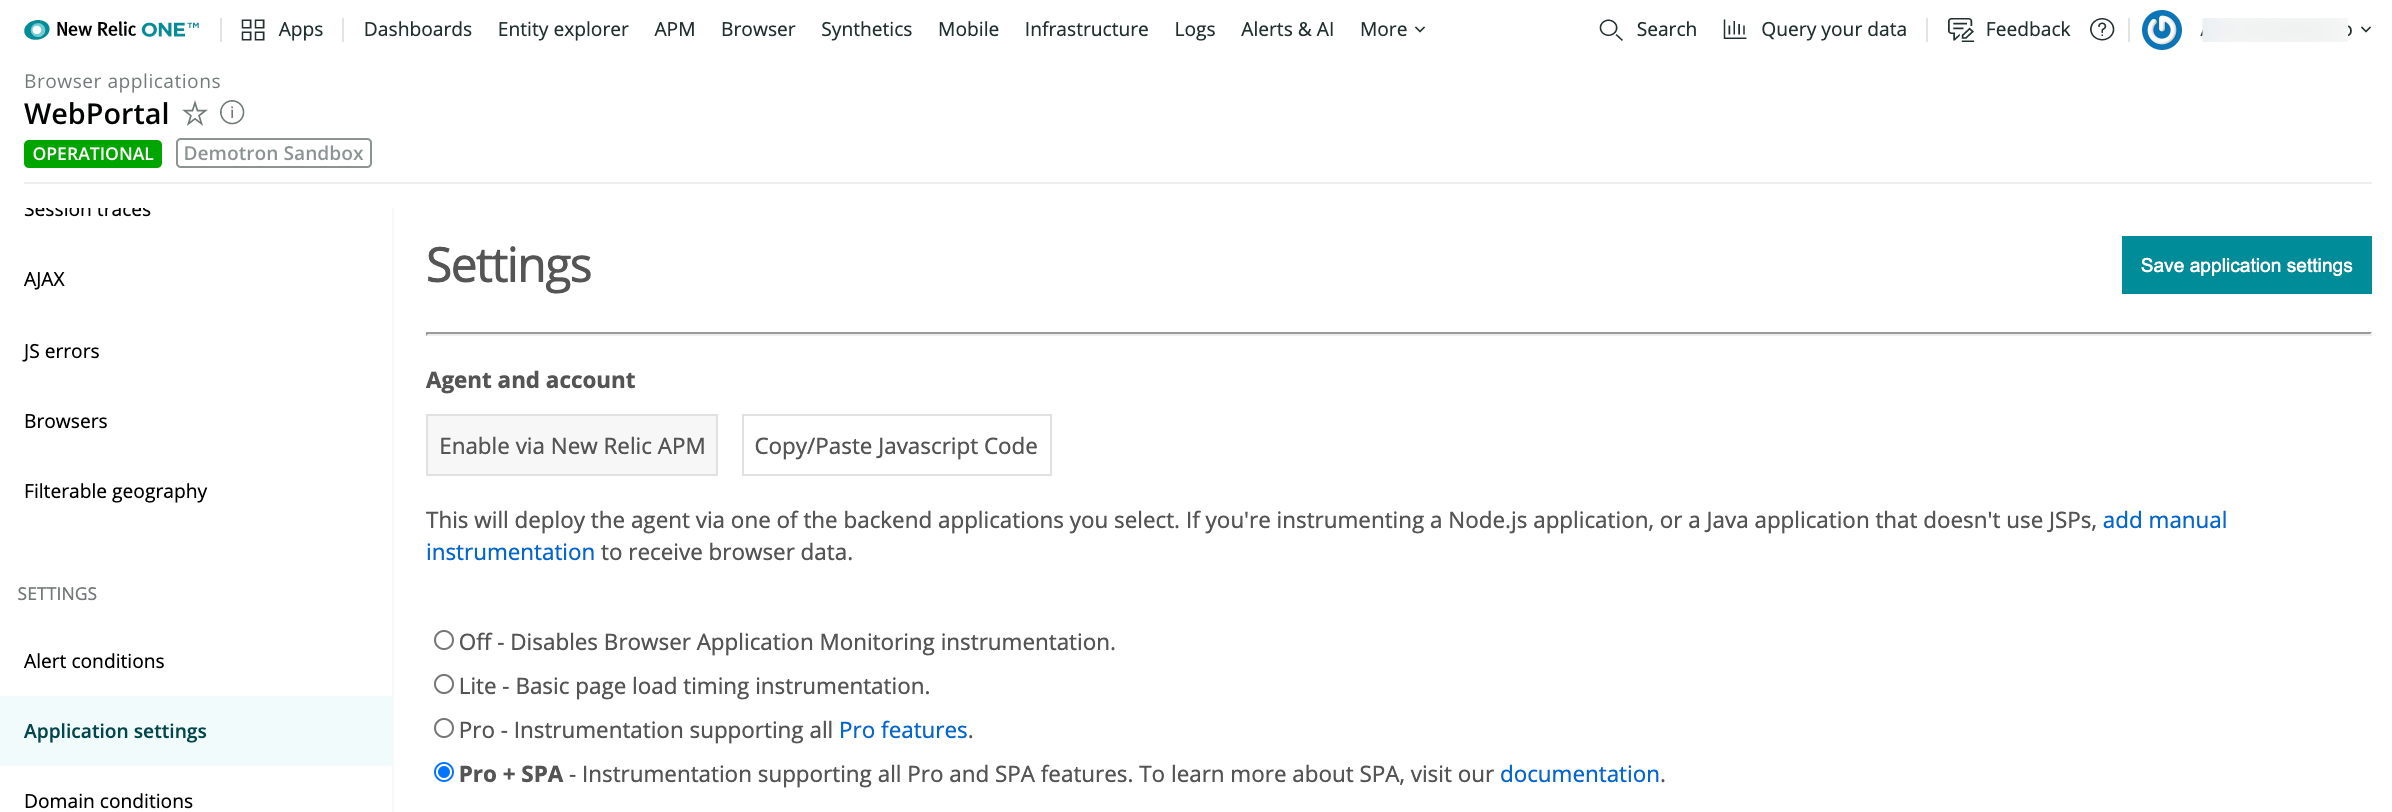 New Relic ONE™ Apps Dashboards Entity explorer APM Browser Synthetics Mobile Infrastructure Logs Alerts & AI More Search Query your data Feedback ?
Browser applications
WebPortal
OPERATIONAL Demotron Sandbox
Session traces
AJAX
JS errors
Browsers
Filterable geography
SETTINGS
Alert conditions
Application settings
Domain conditions
Settings
Save application settings
Agent and account
Enable via New Relic APM Copy/Paste Javascript Code
This will deploy the agent via one of the backend applications you select. If you're instrumenting a Node.js application, or a Java application that doesn't use JSPs, add manual
instrumentation to receive browser data.
Off - Disables Browser Application Monitoring instrumentation.
Lite - Basic page load timing instrumentation.
Pro - Instrumentation supporting all Pro features.
Pro + SPA - Instrumentation supporting all Pro and SPA features. To learn more about SPA, visit our documentation.